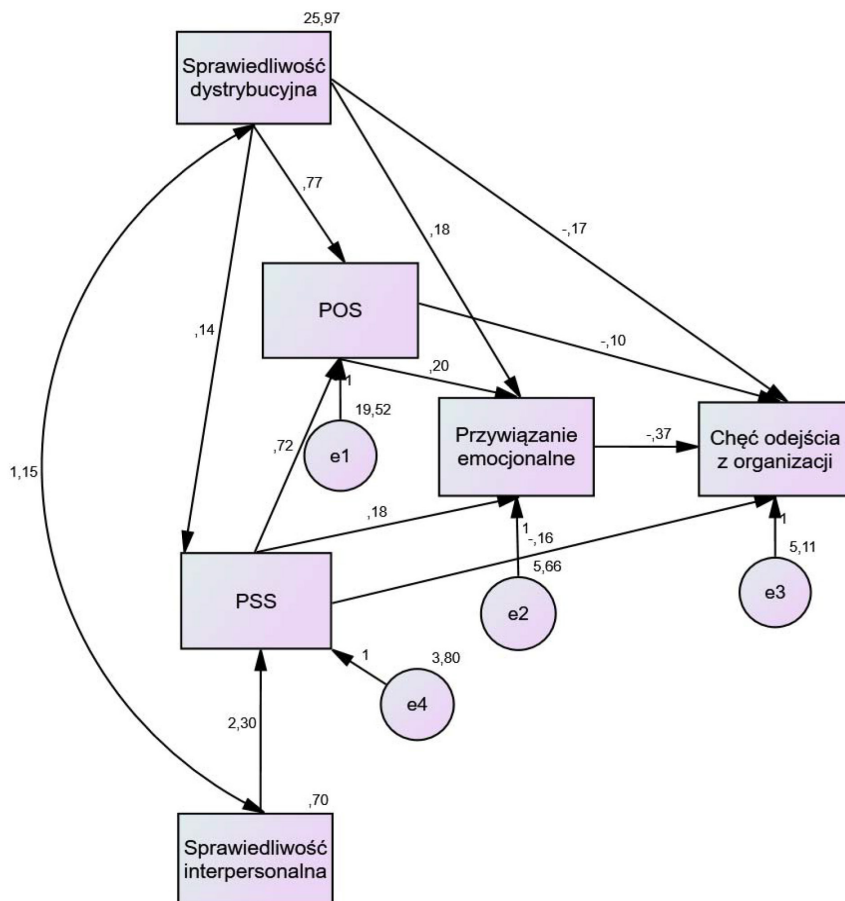 25,97
Sprawiedliwość
dystrybucyjna
,77
,18
-,17
POS
,14
-,10
,20
1
19,52
e1
,72
Przywiązanie
emocjonalne
-,37
Chęć odejścia
z organizacji
1,15
,18
1
-,16
5,66
1
5,11
PSS
e2
e3
1
3,80
e4
2,30
,70
Sprawiedliwość
interpersonalna